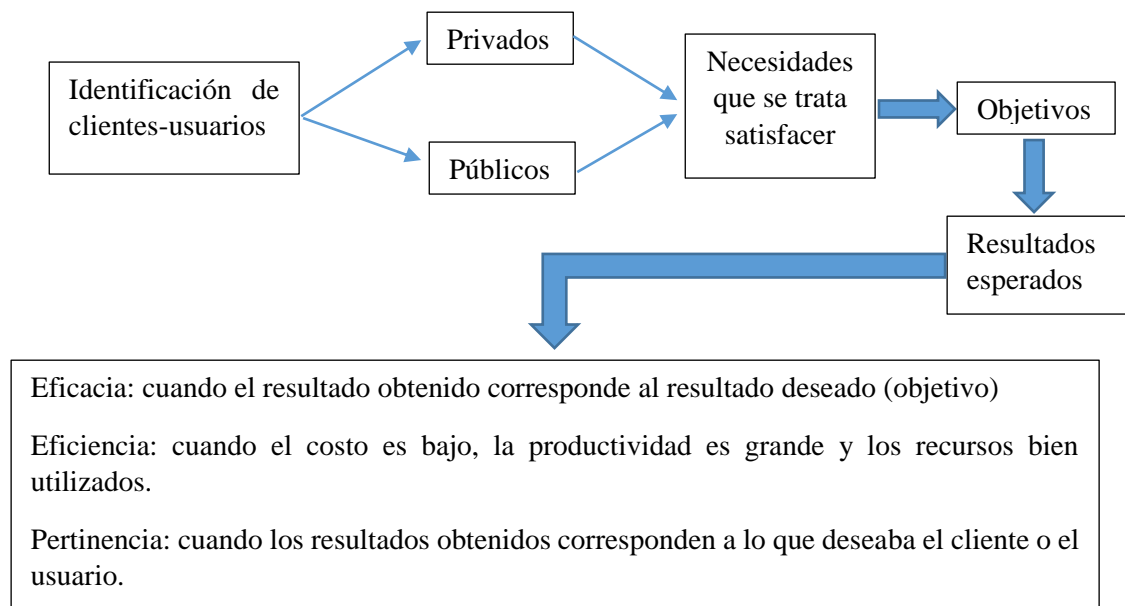 Identificación de
clientes-usuarios
Privados
Públicos
Necesidades
que se trata
satisfacer
Objetivos
Resultados
esperados
Eficacia: cuando el resultado obtenido corresponde al resultado deseado (objetivo)
Eficiencia: cuando el costo es bajo, la productividad es grande y los recursos bien
utilizados.
Pertinencia: cuando los resultados obtenidos corresponden a lo que deseaba el cliente o el
usuario.